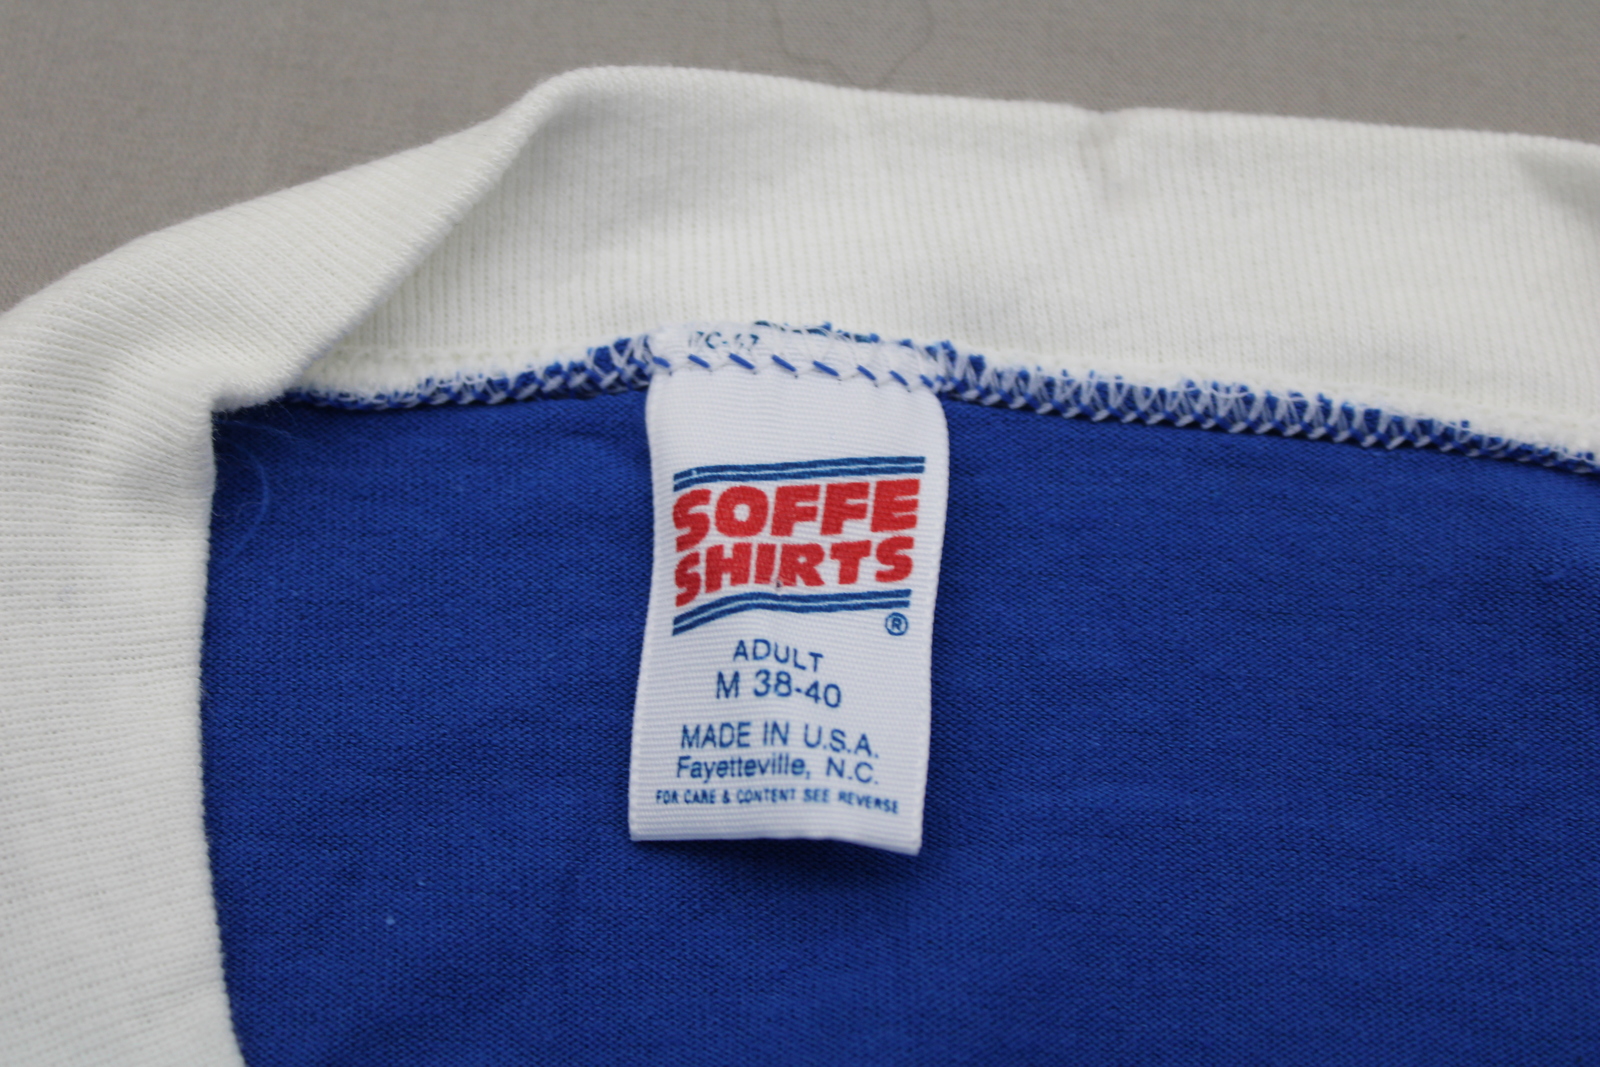 SOFFE
SHIRTS
®
ADULT
M 38-40
MADE IN U.S.A.
Fayetteville, N.C.
FOR CARE & CONTENT SEE REVERSE